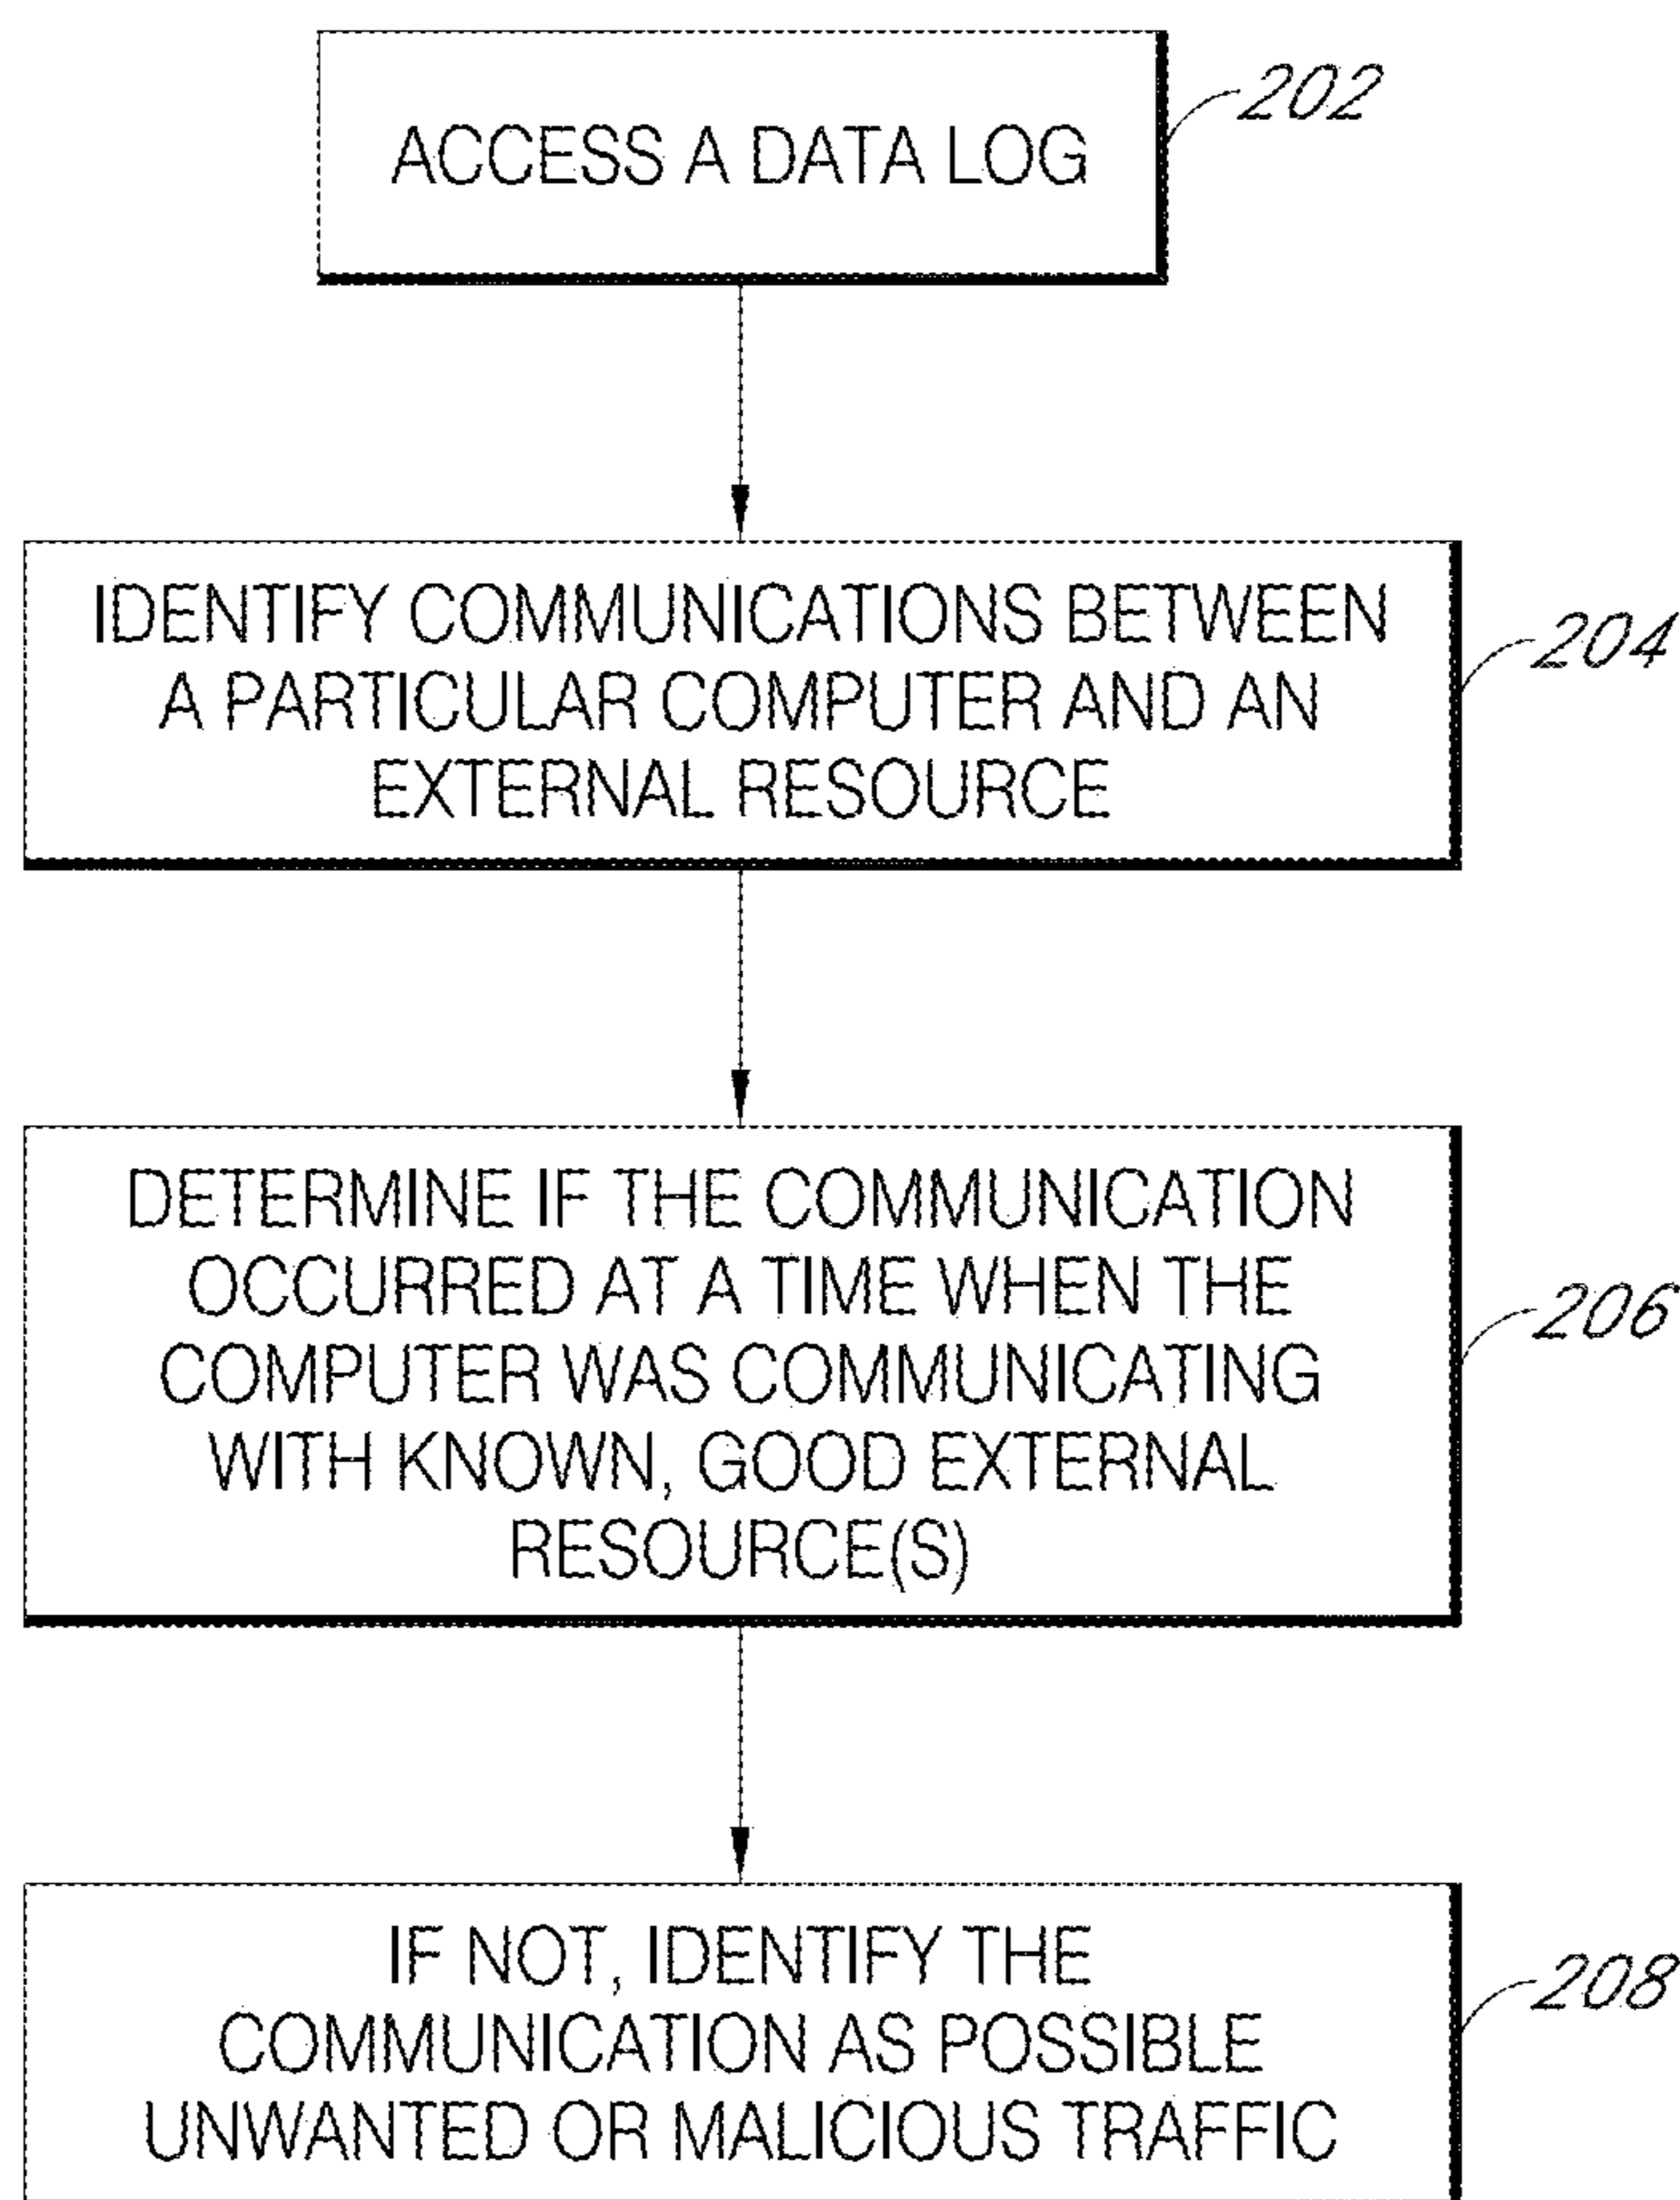 ACCESS A DATA LOG
202
IDENTIFY COMMUNICATIONS BETWEEN
A PARTICULAR COMPUTER AND AN
EXTERNAL RESOURCE
204
DETERMINE IF THE COMMUNICATION
OCCURRED AT A TIME WHEN THE
COMPUTER WAS COMMUNICATING
WITH KNOWN, GOOD EXTERNAL
RESOURCE(S)
206
IF NOT, IDENTIFY THE
COMMUNICATION AS POSSIBLE
UNWANTED OR MALICIOUS TRAFFIC
208